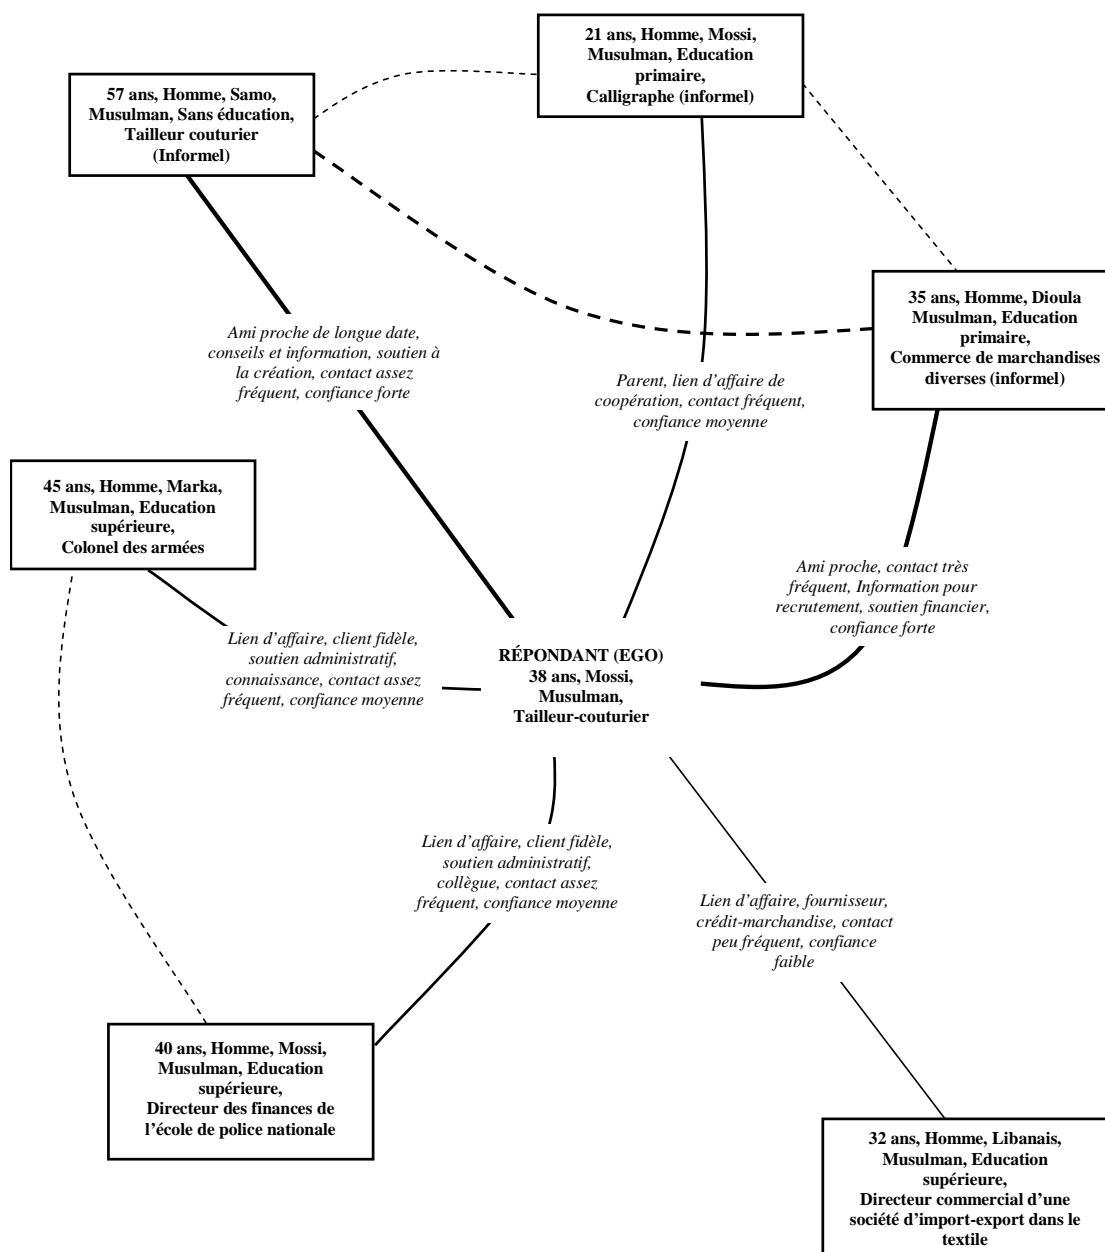 21 ans, Homme, Mossi,
Musulman, Education
primaire,
Calligraphe (informel)
57 ans, Homme, Samo,
Musulman, Sans éducation,
Tailleur couturier
(Informel)
35 ans, Homme, Dioula
Musulman, Education
primaire,
Commerce de marchandises
diverses (informel)
Ami proche de longue date,
conseils et information, soutien à
la création, contact assez
fréquent, confiance forte
Parent, lien d’affaire de
coopération, contact fréquent,
confiance moyenne
45 ans, Homme, Marka,
Musulman, Education
supérieure,
Colonel des armées
Ami proche, contact très
fréquent, Information pour
recrutement, soutien financier,
confiance forte
Lien d’affaire, client fidèle,
soutien administratif,
connaissance, contact assez
fréquent, confiance moyenne
RÉPONDANT (EGO)
38 ans, Mossi,
Musulman,
Tailleur-couturier
Lien d’affaire, client fidèle,
soutien administratif,
collègue, contact assez
fréquent, confiance moyenne
Lien d’affaire, fournisseur,
crédit-marchandise, contact
peu fréquent, confiance
faible
40 ans, Homme, Mossi,
Musulman, Education
supérieure,
Directeur des finances de
l’école de police nationale
32 ans, Homme, Libanais,
Musulman, Education
supérieure,
Directeur commercial d’une
société d’import-export dans le
textile